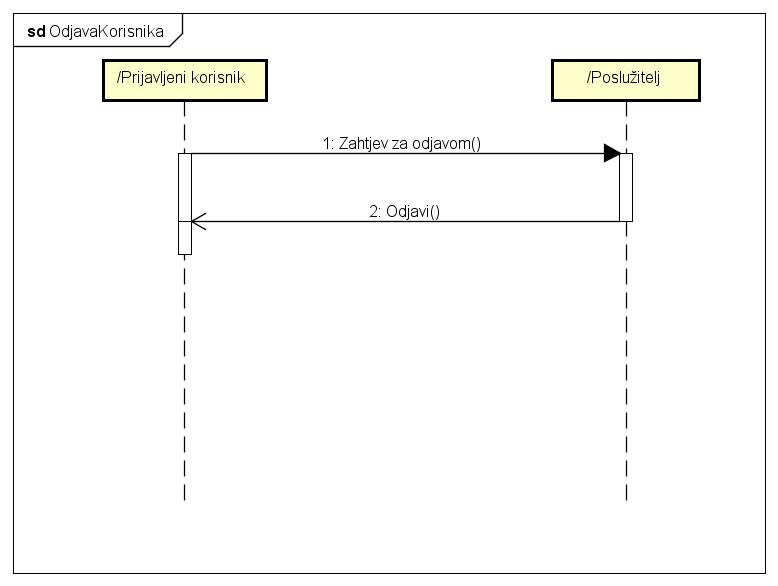 sd OdjavaKorisnika
/Prijavljeni korisnik
/Poslužitelj
1: Zahtjev za odjavom()
2: Odjavi()